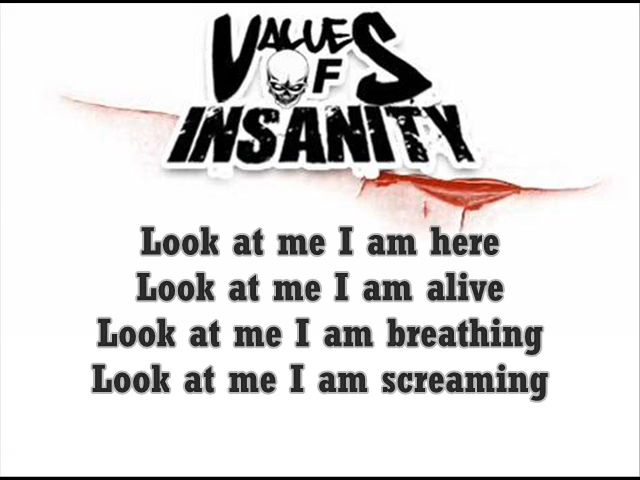 VALUES
OF
INSANITY
Look at me I am here
Look at me I am alive
Look at me I am breathing
Look at me I am screaming